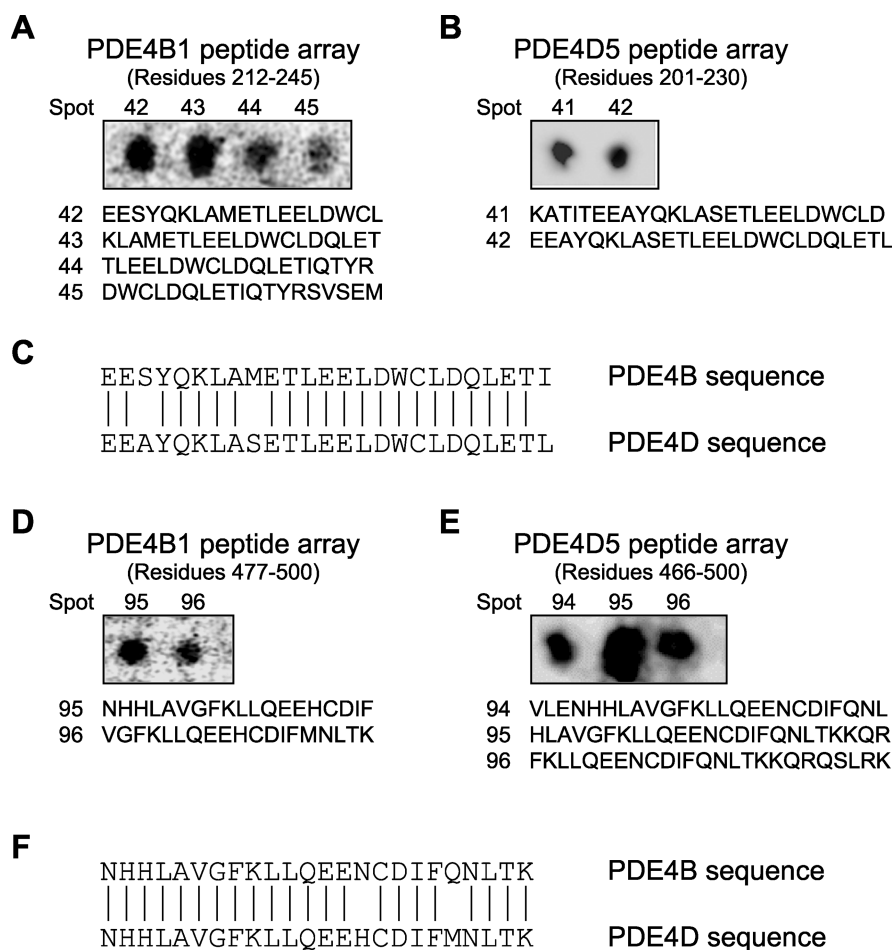 A
PDE4B1 peptide array
(Residues 212-245)
Spot 42 43 44 45
42 EESYQKLAMETLEELDWCL
43 KLAMETLEELDWCLDQLET
44 TLEELDWCLDQLETIQTYR
45 DWCLDQLETIQTYRSVSEM
B
PDE4D5 peptide array
(Residues 201-230)
Spot 41 42
41 KATITEEAYQKLASETLEELDWCLD
42 EEAYQKLASETLEELDWCLDQLETL
C
EESYQKLAMETLEELDWCLDQLETI PDE4B sequence
EEAYQKLASETLEELDWCLDQLETL PDE4D sequence
D
PDE4B1 peptide array
(Residues 477-500)
Spot 95 96
95 NHHLAVGFKLLQEEHCDIF
96 VGFKLLQEEHCDIFMNLTK
E
PDE4D5 peptide array
(Residues 466-500)
Spot 94 95 96
94 VLENHHLAVGFKLLQEENCDIFQNL
95 HLAVGFKLLQEENCDIFQNLTKKQR
96 FKLLQEENCDIFQNLTKKQRQSLRK
F
NHHLAVGFKLLQEENCDIFQNLTK PDE4B sequence
NHHLAVGFKLLQEEHCDIFMNLTK PDE4D sequence